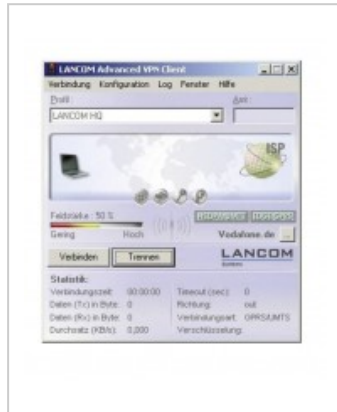 LANCOM Advanced VPN Client
Verbindung Konfiguration Log Fenster Hilfe
Profil:
LANCOM HQ
ISP
Feldstärke : 50 %
Gering Hoch
Vodafone.de ...
Verbinden Trennen
LANCOM
Statistik:
Verbindungszeit: 00:00:00 Timeout (sec): 0
Daten (Tx) in Byte: 0 Richtung: out
Daten (Rx) in Byte: 0 Verbindungsart: GPRS/UMTS
Durchsatz (KB/s): 0,000 Verschlüsselung: